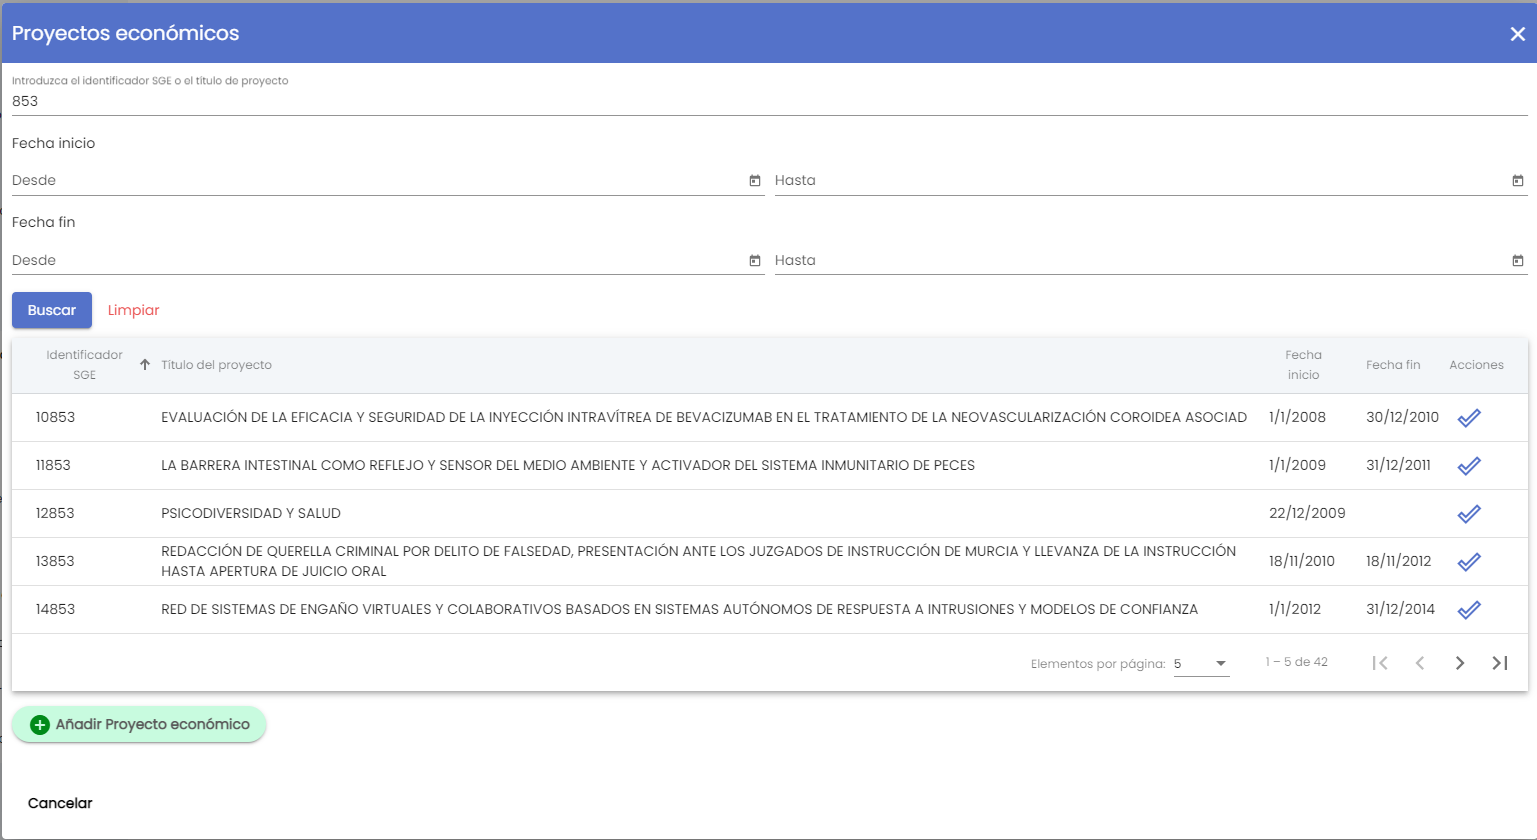 Proyectos económicos
Introduzca el identificador SGE o el título de proyecto
853
Fecha inicio
Desde
Hasta
Fecha fin
Desde
Hasta
Buscar
Limpiar
Identificador SGE
Título del proyecto
Fecha inicio
Fecha fin
Acciones
10853 EVALUACIÓN DE LA EFICACIA Y SEGURIDAD DE LA INYECCIÓN INTRAVÍTREA DE BEVACIZUMAB EN EL TRATAMIENTO DE LA NEOVASCULARIZACIÓN COROIDEA ASOCIAD 1/1/2008 30/12/2010
11853 LA BARRERA INTESTINAL COMO REFLEJO Y SENSOR DEL MEDIO AMBIENTE Y ACTIVADOR DEL SISTEMA INMUNITARIO DE PECES 1/1/2009 31/12/2011
12853 PSICODIVERSIDAD Y SALUD 22/12/2009
13853 REDACCIÓN DE QUERELLA CRIMINAL POR DELITO DE FALSEDAD, PRESENTACIÓN ANTE LOS JUZGADOS DE INSTRUCCIÓN DE MURCIA Y LLEVANZA DE LA INSTRUCCIÓN
HASTA APERTURA DE JUICIO ORAL 18/11/2010 18/11/2012
14853 RED DE SISTEMAS DE ENGAÑO VIRTUALES Y COLABORATIVOS BASADOS EN SISTEMAS AUTÓNOMOS DE RESPUESTA A INTRUSIONES Y MODELOS DE CONFIANZA 1/1/2012 31/12/2014
Elementos por página: 5 1 – 5 de 42
Añadir Proyecto económico
Cancelar